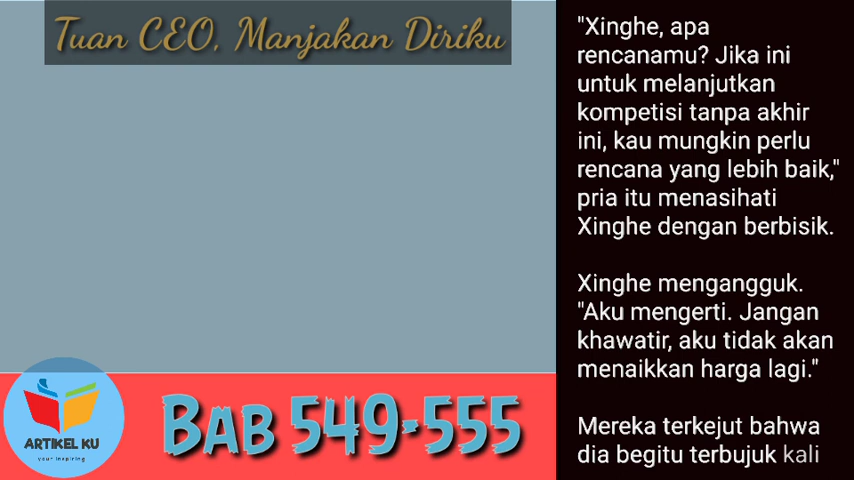 Tuan CEO, Manjakan Diriku
"Xinghe, apa
rencanamu? Jika ini
untuk melanjutkan
kompetisi tanpa akhir
ini, kau mungkin perlu
rencana yang lebih baik,"
pria itu menasihati
Xinghe dengan berbisik.
Xinghe mengangguk.
"Aku mengerti. Jangan
khawatir, aku tidak akan
menaikkan harga lagi."
Mereka terkejut bahwa
dia begitu terbujuk kali
ARTIKEL KU
your inspiring
BAB 549-555